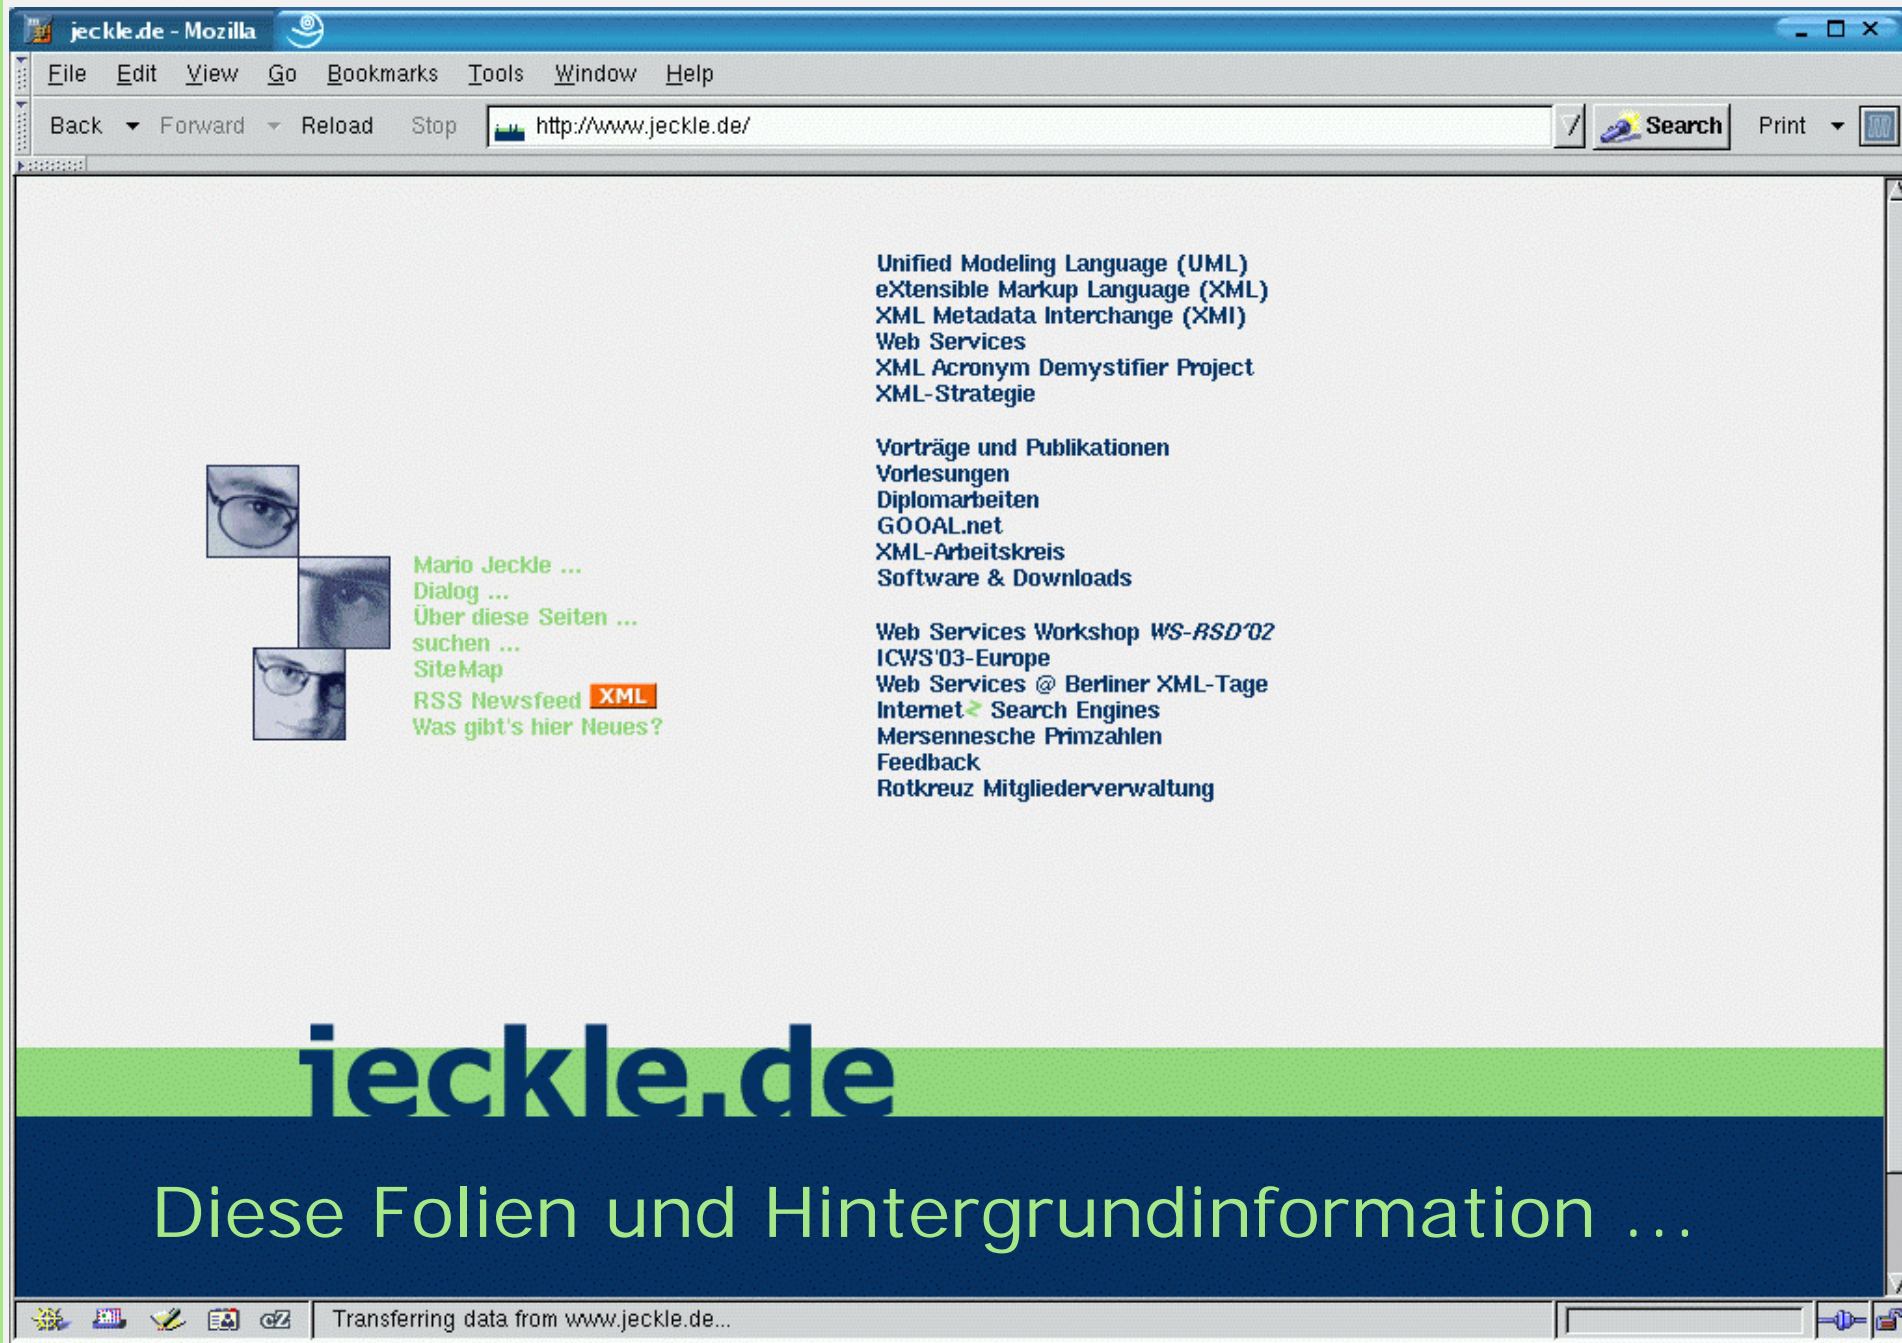 jeckle.de - Mozilla
File Edit View Go Bookmarks Tools Window Help
Back Forward Reload Stop http://www.jeckle.de/ Search Print
Unified Modeling Language (UML)
eXtensible Markup Language (XML)
XML Metadata Interchange (XMI)
Web Services
XML Acronym Demystifier Project
XML-Strategie
Vorträge und Publikationen
Vorlesungen
Diplomarbeiten
GOOAL.net
XML-Arbeitskreis
Software & Downloads
Web Services Workshop WS-RSD'02
ICWS'03-Europe
Web Services @ Berliner XML-Tage
Internet Search Engines
Mersennesche Primzahlen
Feedback
Rotkreuz Mitgliederverwaltung
Mario Jeckle ...
Dialog ...
Über diese Seiten ...
suchen ...
SiteMap
RSS Newsfeed XML
Was gibt's hier Neues?
jeckle.de
Diese Folien und Hintergrundinformation ...
Transferring data from www.jeckle.de...